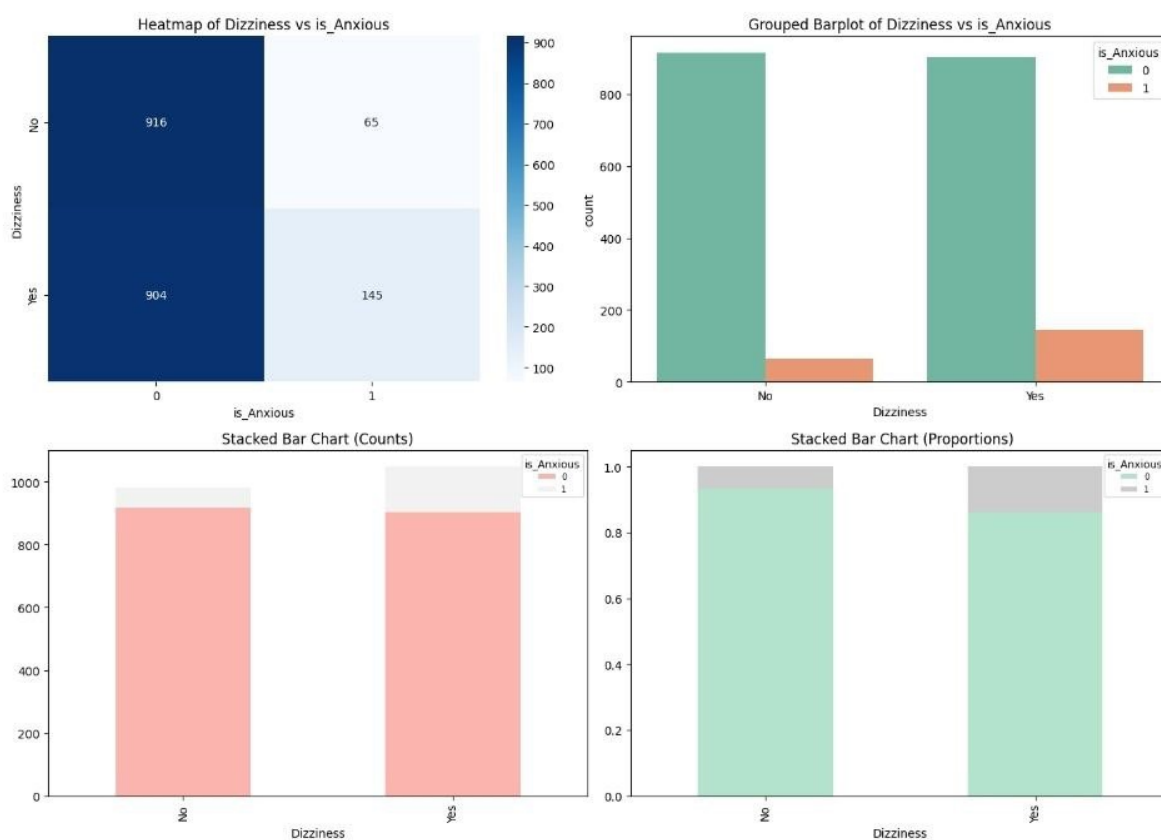 Heatmap of Dizziness vs is_Anxious
900
800
700
600
500
400
300
200
100
No
Yes
Dizziness
916
65
904
145
0
1
is_Anxious
Grouped Barplot of Dizziness vs is_Anxious
is_Anxious
0
1
800
600
400
200
0
count
No
Yes
Dizziness
Stacked Bar Chart (Counts)
is_Anxious
0
1
1000
800
600
400
200
0
No
Yes
Dizziness
Stacked Bar Chart (Proportions)
is_Anxious
0
1
1.0
0.8
0.6
0.4
0.2
0.0
No
Yes
Dizziness